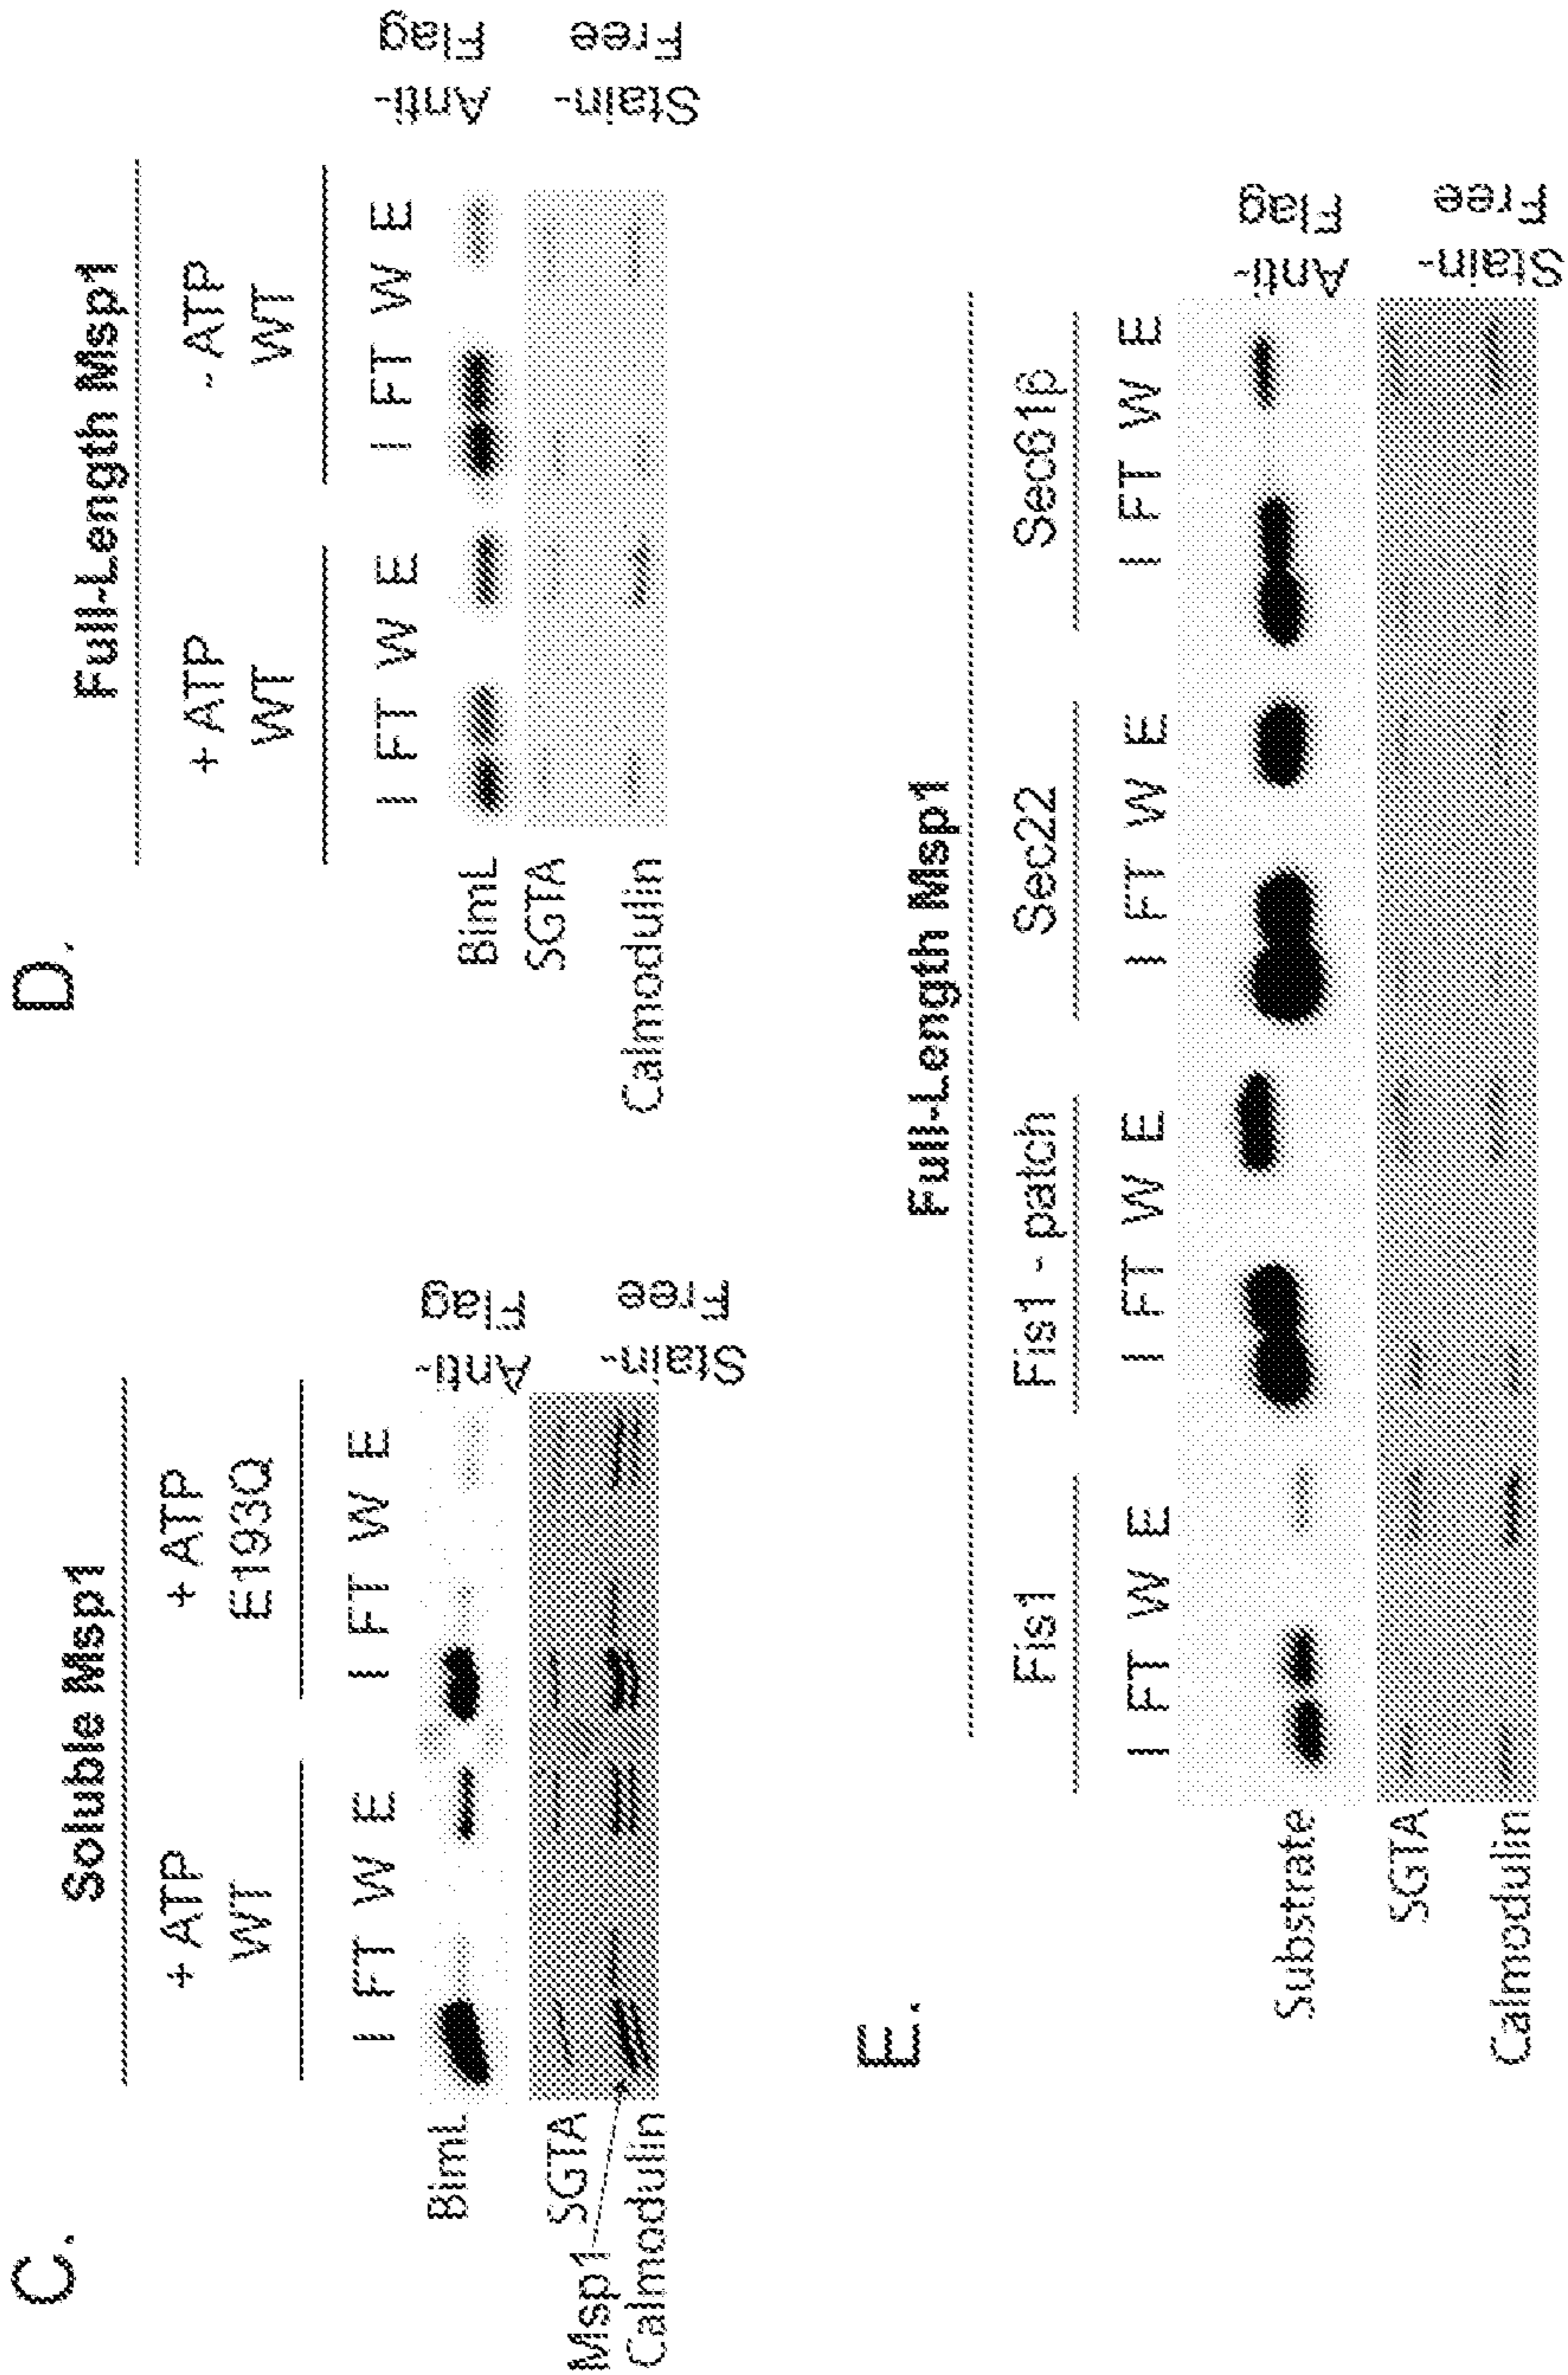 C.
Soluble Msp1
+ ATP + ATP
WT E193Q
I FT W E I FT W E
BimL
Anti-
Flag
SGTA
Msp1
Calmodulin
Stain-
Free
D.
Full-Length Msp1
+ ATP - ATP
WT WT
I FT W E I FT W E
BimL
Anti-
Flag
SGTA
Calmodulin
Stain-
Free
E.
Full-Length Msp1
Fis1 Fis1 - patch Sec22 Sec61β
I FT W E I FT W E I FT W E I FT W E
Substrate
Anti-
Flag
SGTA
Calmodulin
Stain-
Free